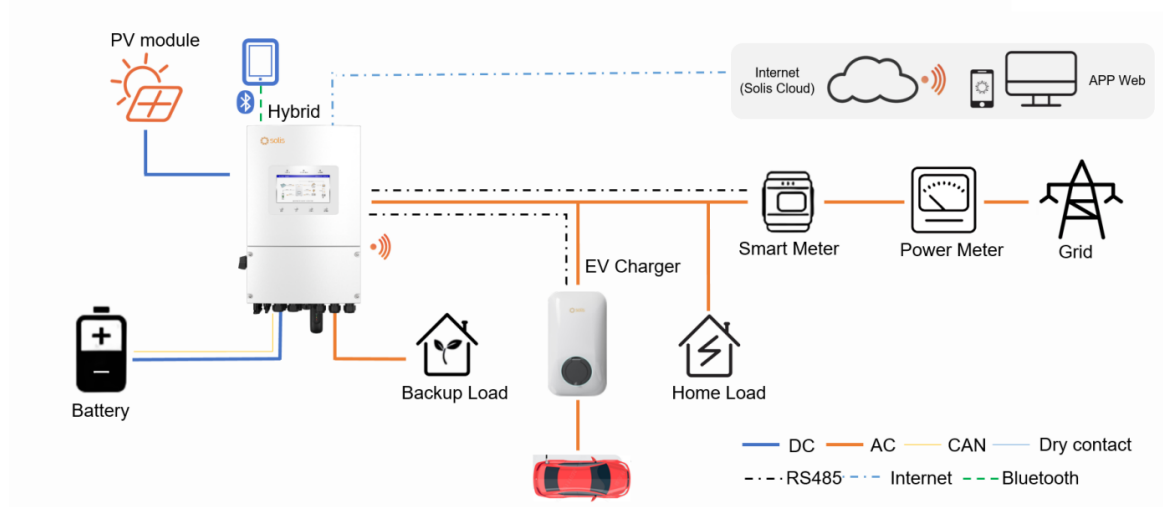 PV module
Hybrid
solis
Internet
(Solis Cloud)
APP Web
Smart Meter
Power Meter
Grid
EV Charger
Backup Load
Home Load
Battery
DC
AC
CAN
Dry contact
RS485
Internet
Bluetooth